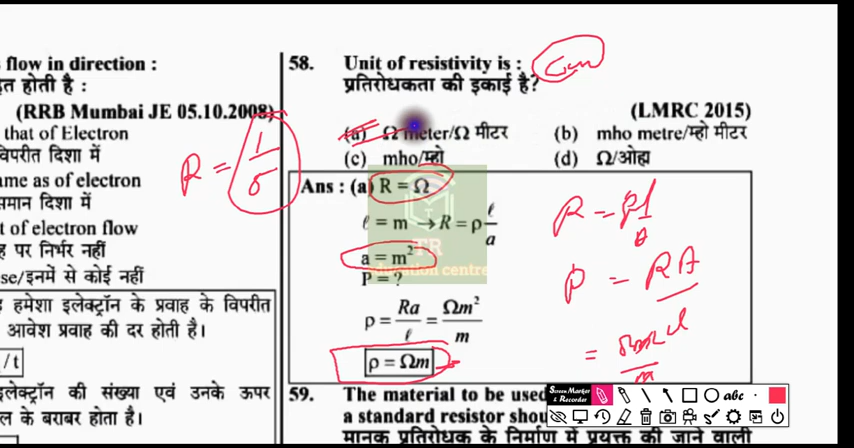 s flow in direction :
हित होती है :
(RRB Mumbai JE 05.10.2008)
that of Electron
विपरीत दिशा में
ame as of electron
समान दिशा में
t of electron flow
ह पर निर्भर नहीं
se/इनमें से कोई नहीं
हमेशा इलेक्ट्रॉन के प्रवाह के विपरीत
आवेश प्रवाह की दर होती है।
/t
लेक्ट्रॉन की संख्या एवं उनके ऊपर
ल के बराबर होता है।
R = 1/σ
58. Unit of resistivity is :
प्रतिरोधकता की इकाई है?
(LMRC 2015)
(a) Ω meter/Ω मीटर (b) mho metre/म्हो मीटर
(c) mho/म्हो (d) Ω/ओह्म
Ans : (a) R = Ω
ℓ = m → R = ρ ℓ/a
a = m²
P = ?
ρ = Ra/ℓ = Ωm²/m
ρ = Ωm
TR
education centre
R = ρl/A
ρ = RA
59. The material to be used
a standard resistor shou
मानक प्रतिरोधक के निर्माण में प्रयुक्त की जाने वाली
Screen Marker
& Recorder
abc